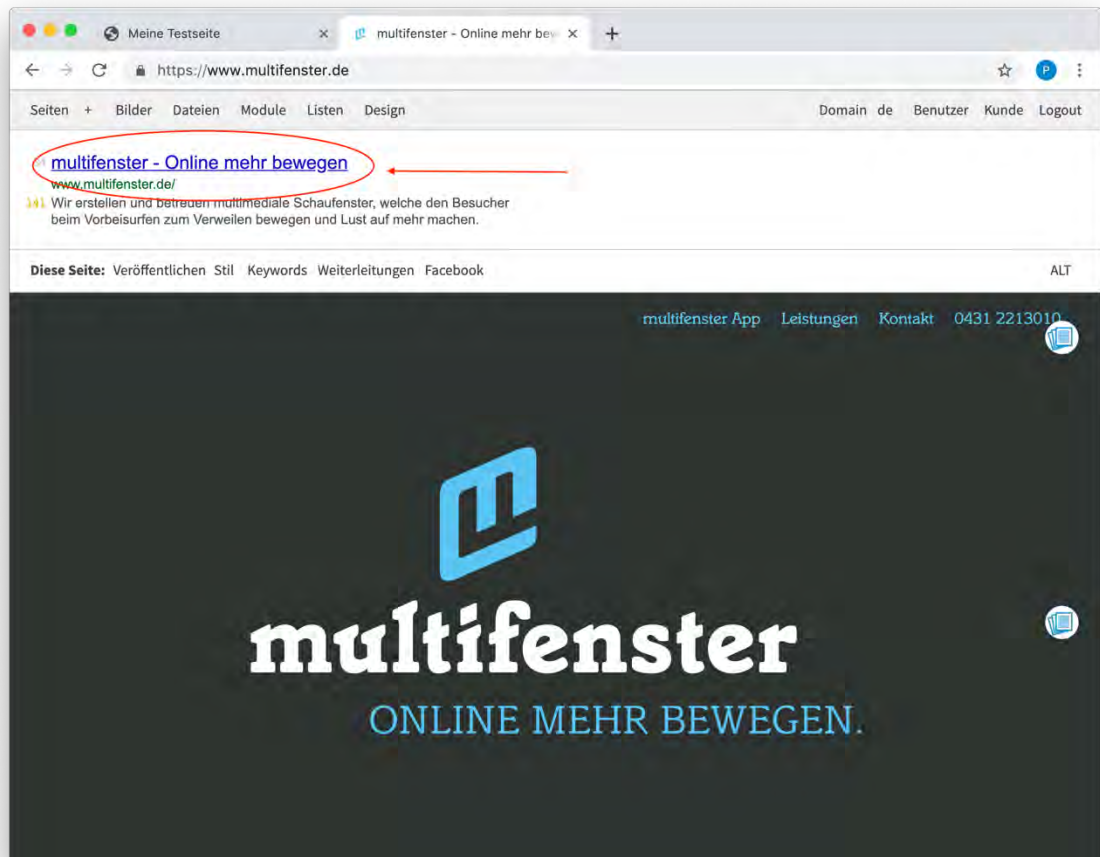 Meine Testseite multifenster - Online mehr bew
https://www.multifenster.de P
Seiten + Bilder Dateien Module Listen Design Domain de Benutzer Kunde Logout
multifenster - Online mehr bewegen
www.multifenster.de/
141 Wir erstellen und betreuen multimediale Schaufenster, welche den Besucher
beim Vorbeisurfen zum Verweilen bewegen und Lust auf mehr machen.
Diese Seite: Veröffentlichen Stil Keywords Weiterleitungen Facebook ALT
multifenster App Leistungen Kontakt 0431 2213010
multifenster
ONLINE MEHR BEWEGEN.